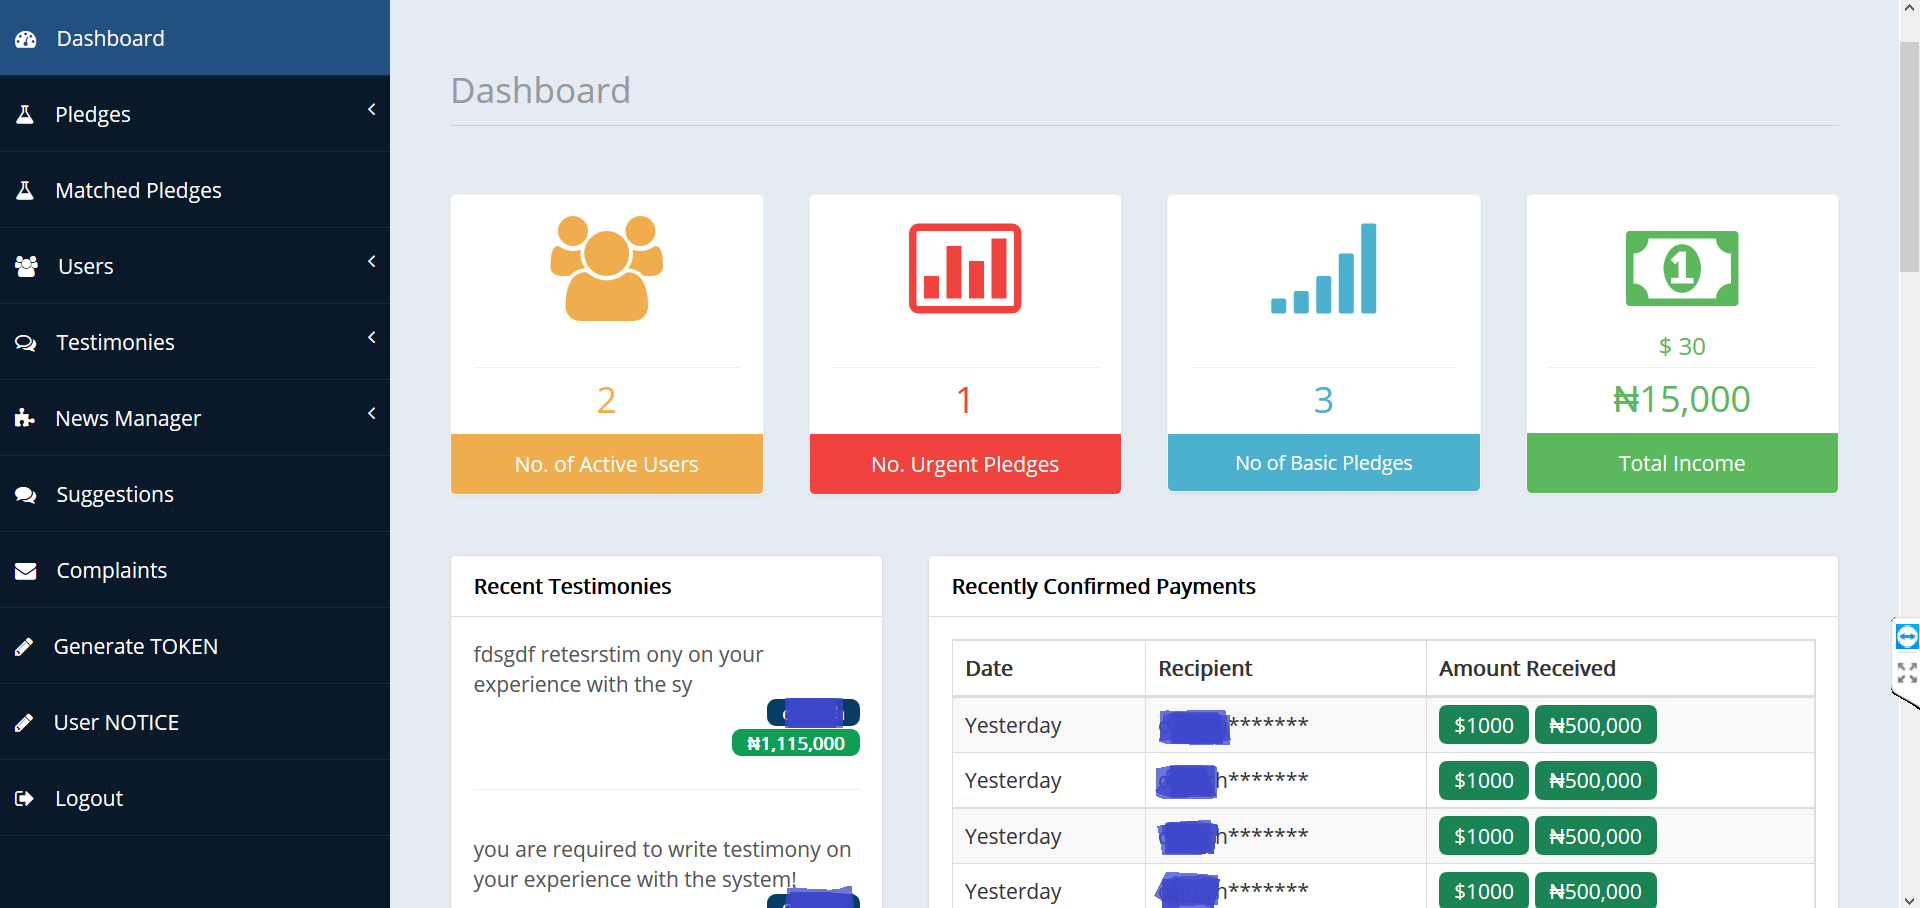 Dashboard
Pledges
Matched Pledges
Users
Testimonies
News Manager
Suggestions
Complaints
Generate TOKEN
User NOTICE
Logout
Dashboard
2
No. of Active Users
1
No. Urgent Pledges
3
No of Basic Pledges
1
$ 30
₦15,000
Total Income
Recent Testimonies
fdsgdf retesrstim ony on your
experience with the sy
₦1,115,000
you are required to write testimony on
your experience with the system!
Recently Confirmed Payments
Date Recipient Amount Received
Yesterday ******* $1000 ₦500,000
Yesterday h******* $1000 ₦500,000
Yesterday h******* $1000 ₦500,000
Yesterday h******* $1000 ₦500,000